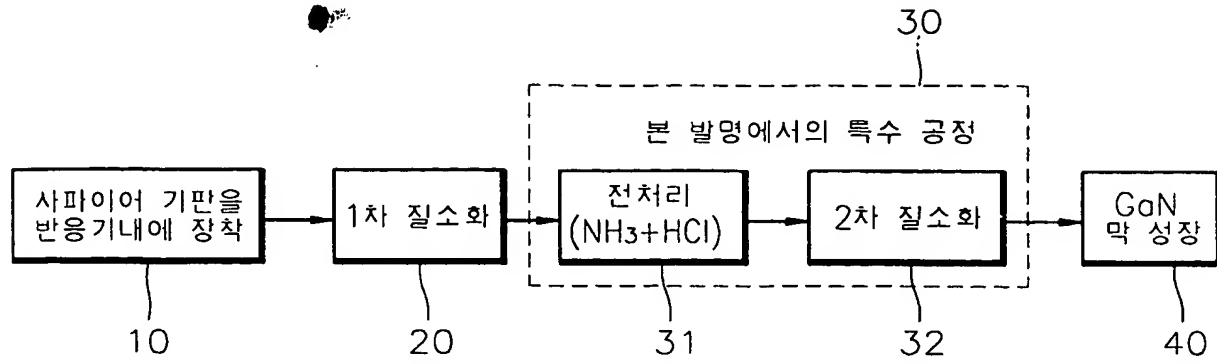 30
본 발명에서의 특수 공정
사파이어 기판을
반응기내에 장착
1차 질소화
전처리
(NH3+HCl)
2차 질소화
GaN
막 성장
10
20
31
32
40